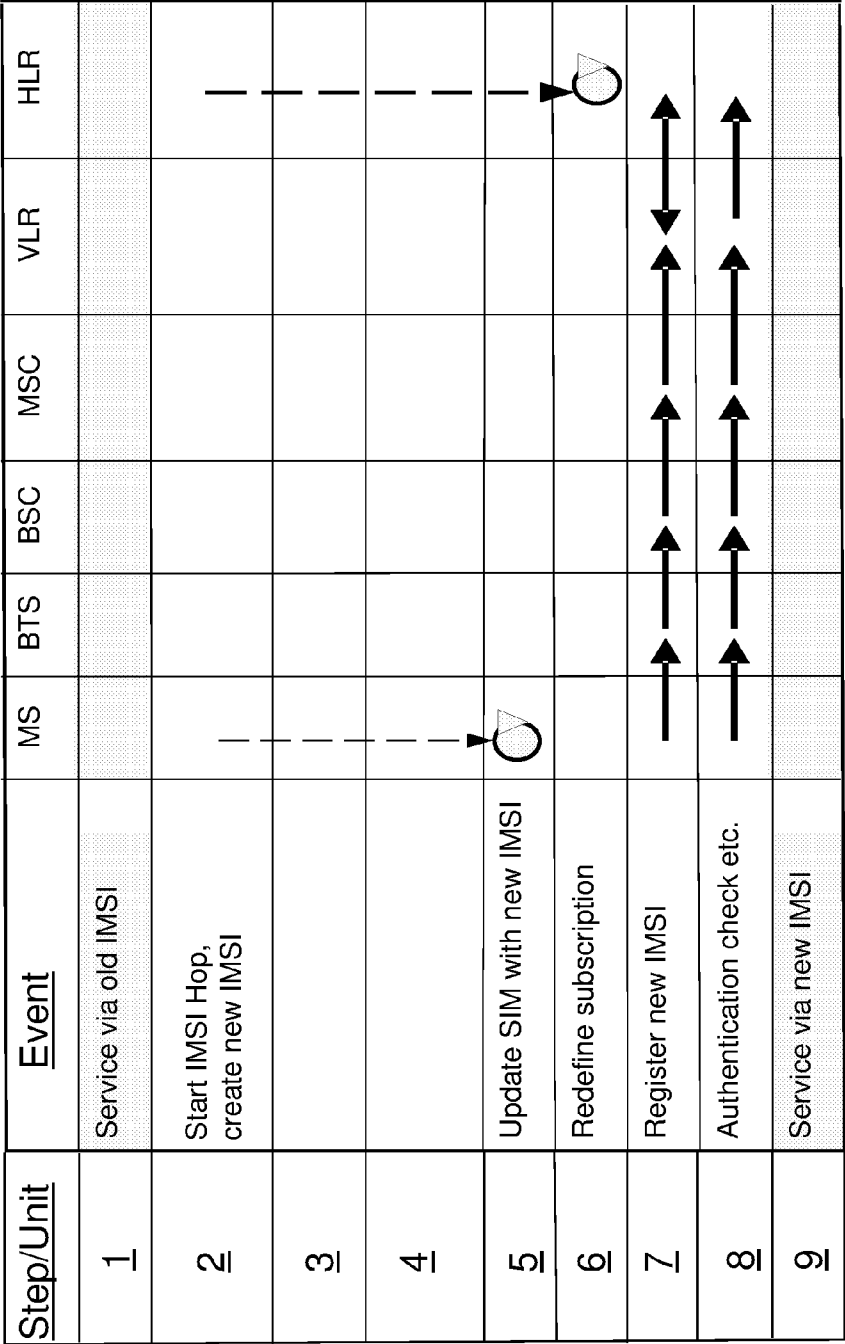 Step/Unit
Event
MS
BTS
BSC
MSC
VLR
HLR
1
Service via old IMSI
2
Start IMSI Hop,
create new IMSI
3
4
5
Update SIM with new IMSI
6
Redefine subscription
7
Register new IMSI
8
Authentication check etc.
9
Service via new IMSI